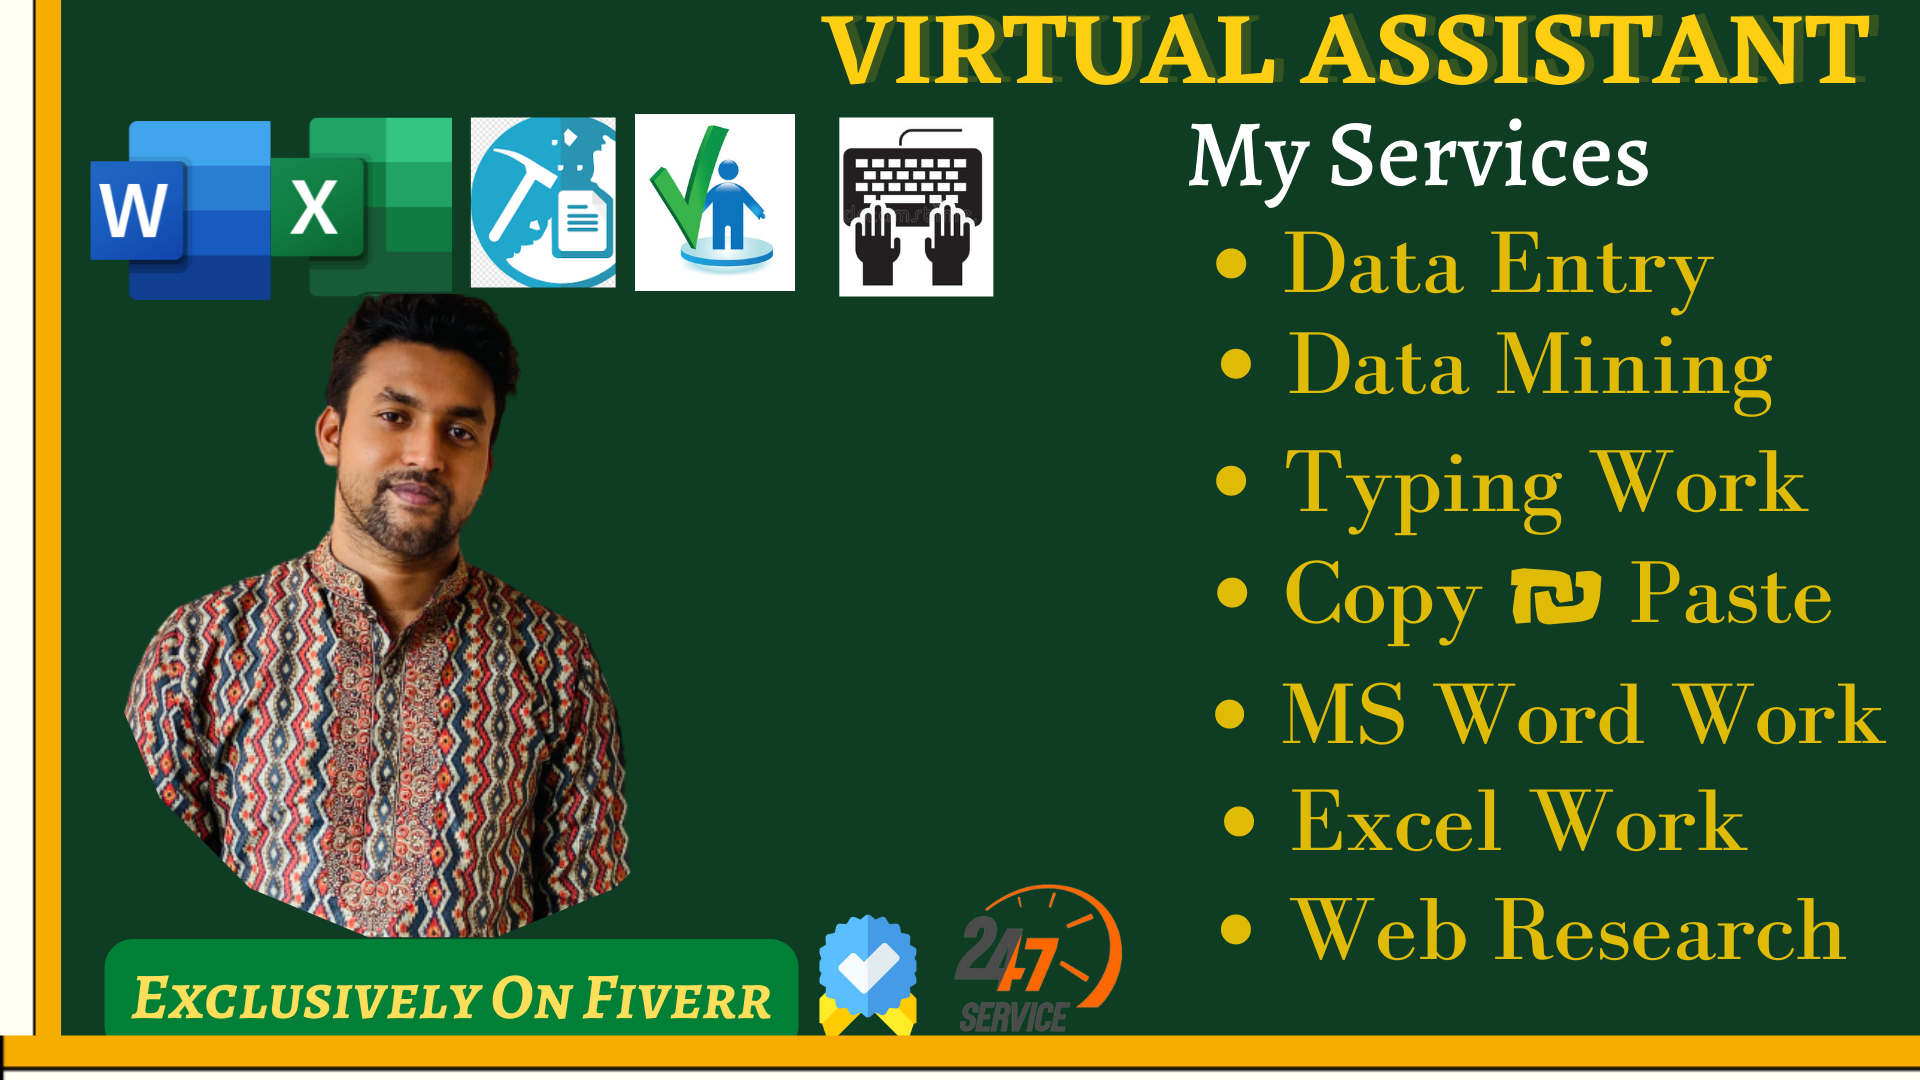 VIRTUAL ASSISTANT
My Services
W
X
• Data Entry
• Data Mining
• Typing Work
• Copy ₪ Paste
• MS Word Work
• Excel Work
• Web Research
EXCLUSIVELY ON FIVERR
24/7
SERVICE